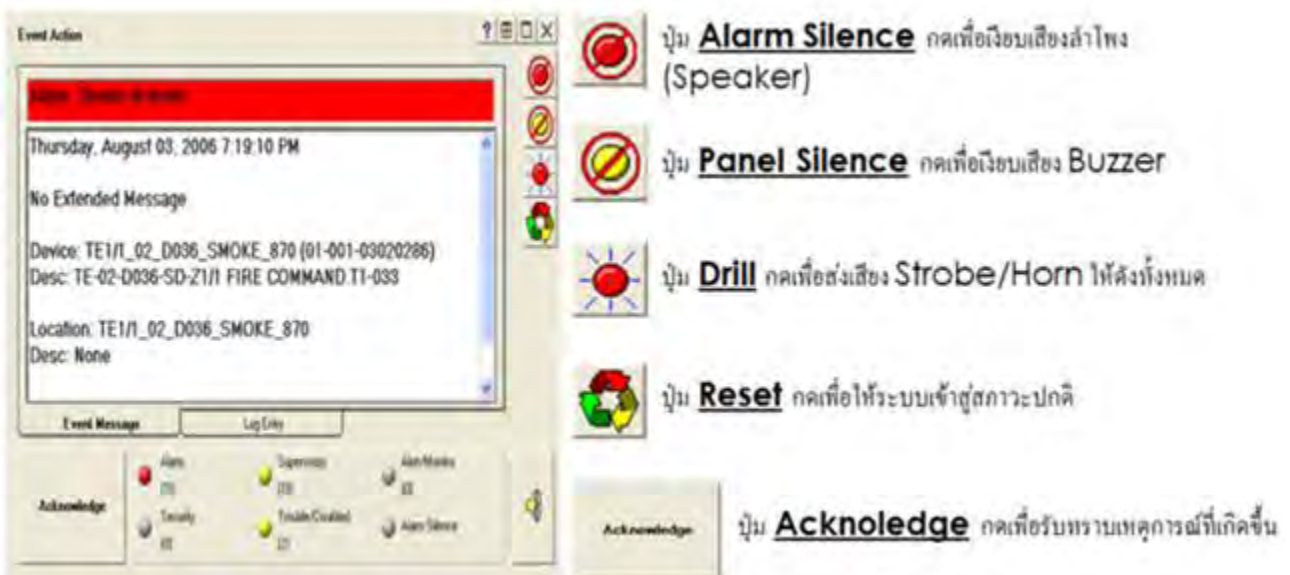 Event Action
Thursday, August 03, 2006 7:19:10 PM
No Extended Message
Device: TE1/1_02_D036_SMOKE_870 (01-001-03020286)
Desc: TE-02-D036-SD-Z1/1 FIRE COMMAND T1-033
Location: TE1/1_02_D036_SMOKE_870
Desc: None
Event Message
Log Entry
Acknowledge
Alarm
Supervisory
Alarm Monitor
Security
Trouble/Disabled
Alarm Silence
ปุ่ม Alarm Silence กดเพื่อเงียบเสียงลำโพง
(Speaker)
ปุ่ม Panel Silence กดเพื่อเงียบเสียง Buzzer
ปุ่ม Drill กดเพื่อส่งเสียง Strobe/Horn ให้ดังทั้งหมด
ปุ่ม Reset กดเพื่อให้ระบบเข้าสู่สภาวะปกติ
Acknowledge
ปุ่ม Acknoledge กดเพื่อรับทราบเหตุการณ์ที่เกิดขึ้น